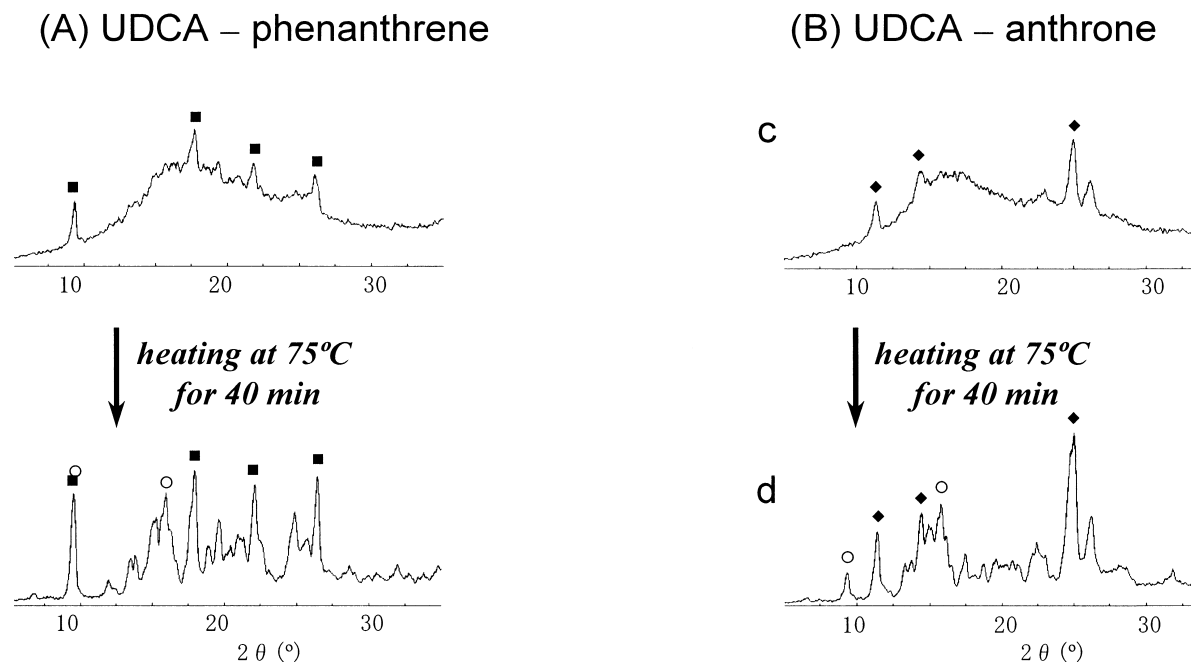 (A) UDCA – phenanthrene
(B) UDCA – anthrone
c
10 20 30
10 20 30
heating at 75ºC
for 40 min
heating at 75ºC
for 40 min
d
10 20 30
2 θ (º)
10 20 30
2 θ (º)